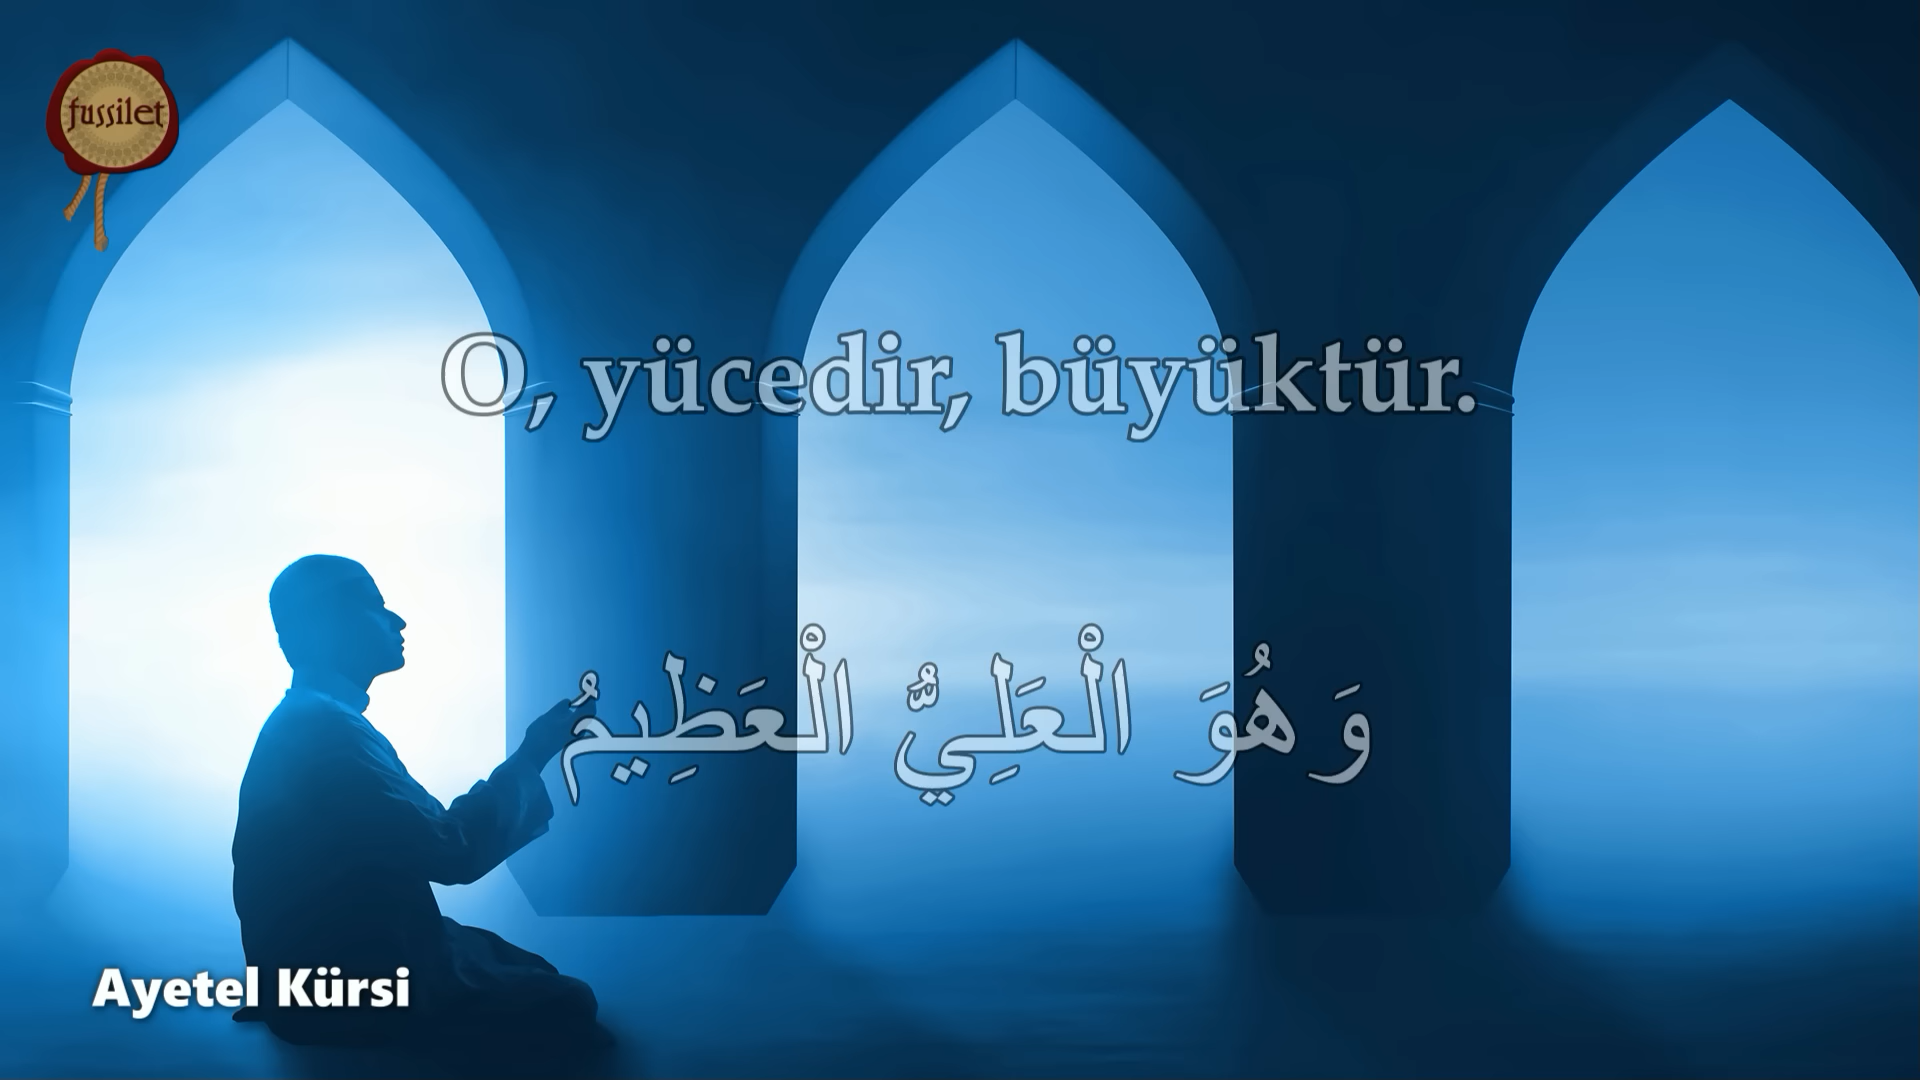 fussilet
O, yücedir, büyüktür.
وَهُوَ الْعَلِيُّ الْعَظِيمُ
Ayetel Kürsi